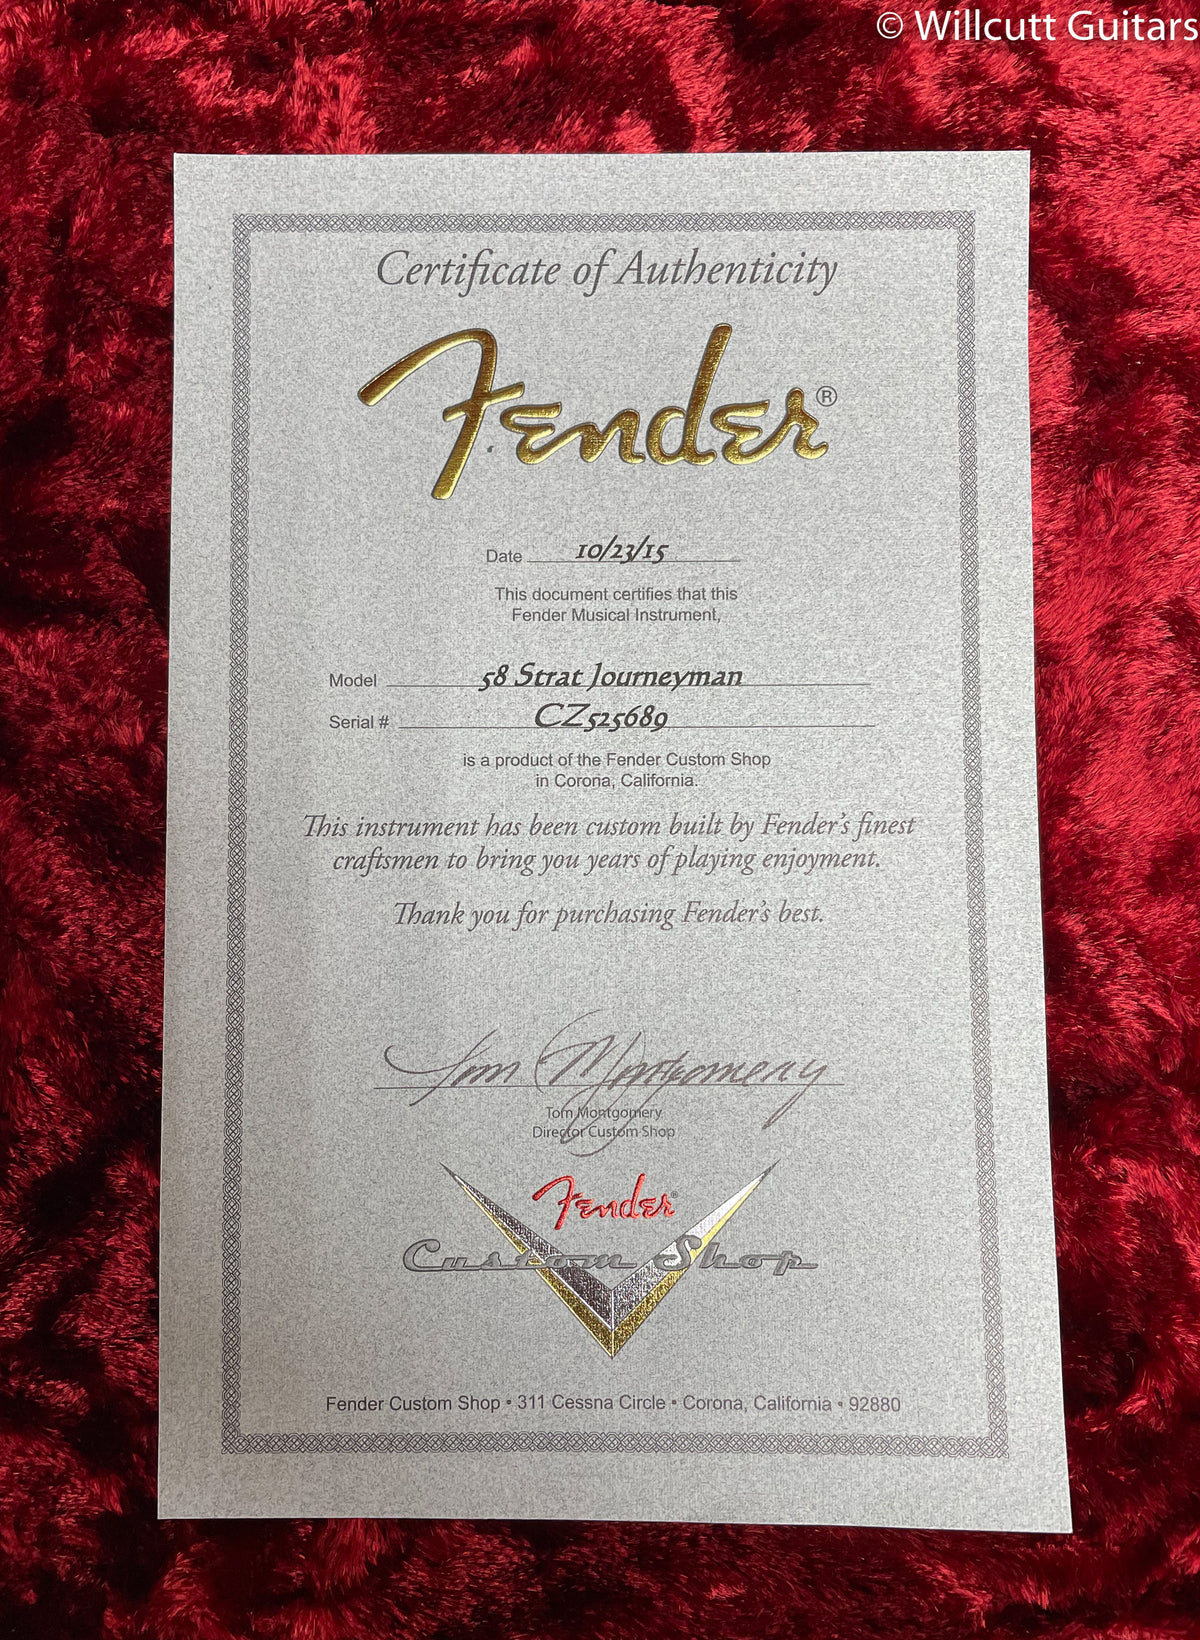 © Willcutt Guitars
Certificate of Authenticity
Fender®
Date 10/23/15
This document certifies that this
Fender Musical Instrument,
Model 58 Strat Journeyman
Serial # CZ525689
is a product of the Fender Custom Shop
in Corona, California.
This instrument has been custom built by Fender's finest
craftsmen to bring you years of playing enjoyment.
Thank you for purchasing Fender's best.
Tom Montgomery
Tom Montgomery
Director Custom Shop
Fender®
Custom Shop
Fender Custom Shop • 311 Cessna Circle • Corona, California • 92880